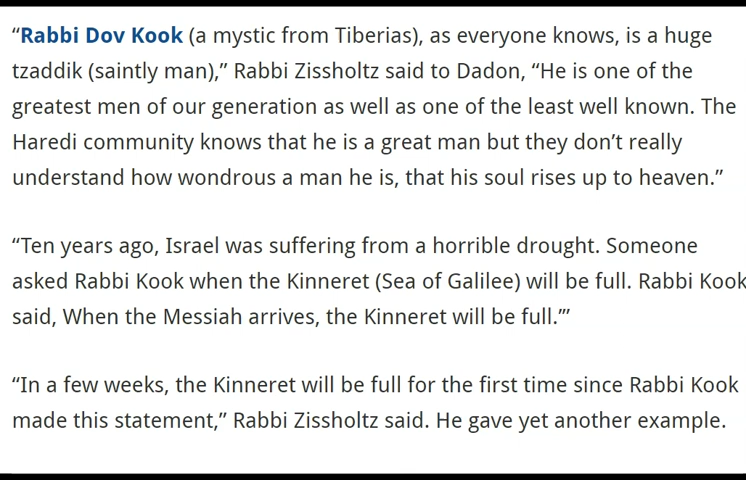 “Rabbi Dov Kook (a mystic from Tiberias), as everyone knows, is a huge
tzaddik (saintly man),” Rabbi Zissholtz said to Dadon, “He is one of the
greatest men of our generation as well as one of the least well known. The
Haredi community knows that he is a great man but they don’t really
understand how wondrous a man he is, that his soul rises up to heaven.”
“Ten years ago, Israel was suffering from a horrible drought. Someone
asked Rabbi Kook when the Kinneret (Sea of Galilee) will be full. Rabbi Kook
said, When the Messiah arrives, the Kinneret will be full.’”
“In a few weeks, the Kinneret will be full for the first time since Rabbi Kook
made this statement,” Rabbi Zissholtz said. He gave yet another example.